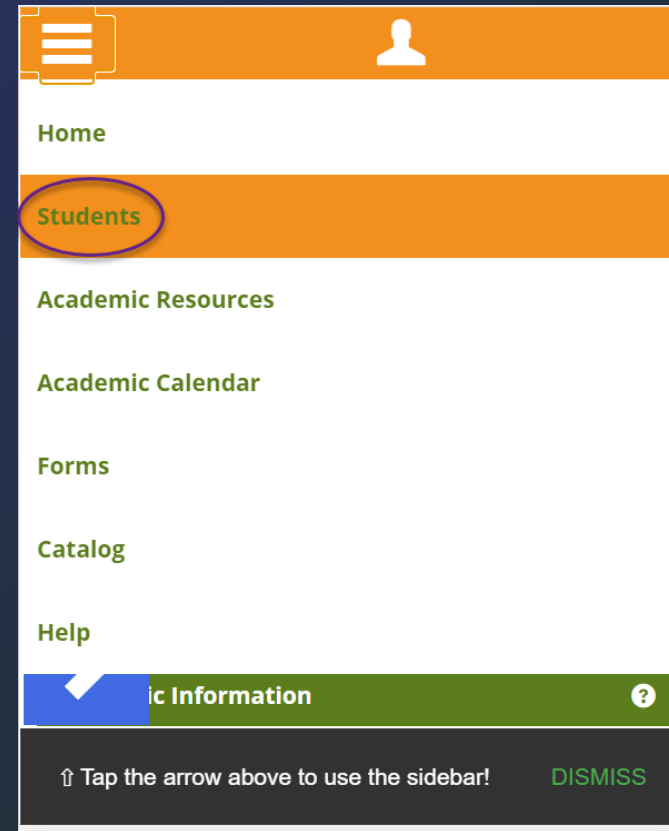 Home
Students
Academic Resources
Academic Calendar
Forms
Catalog
Help
ic Information ?
⇧ Tap the arrow above to use the sidebar! DISMISS